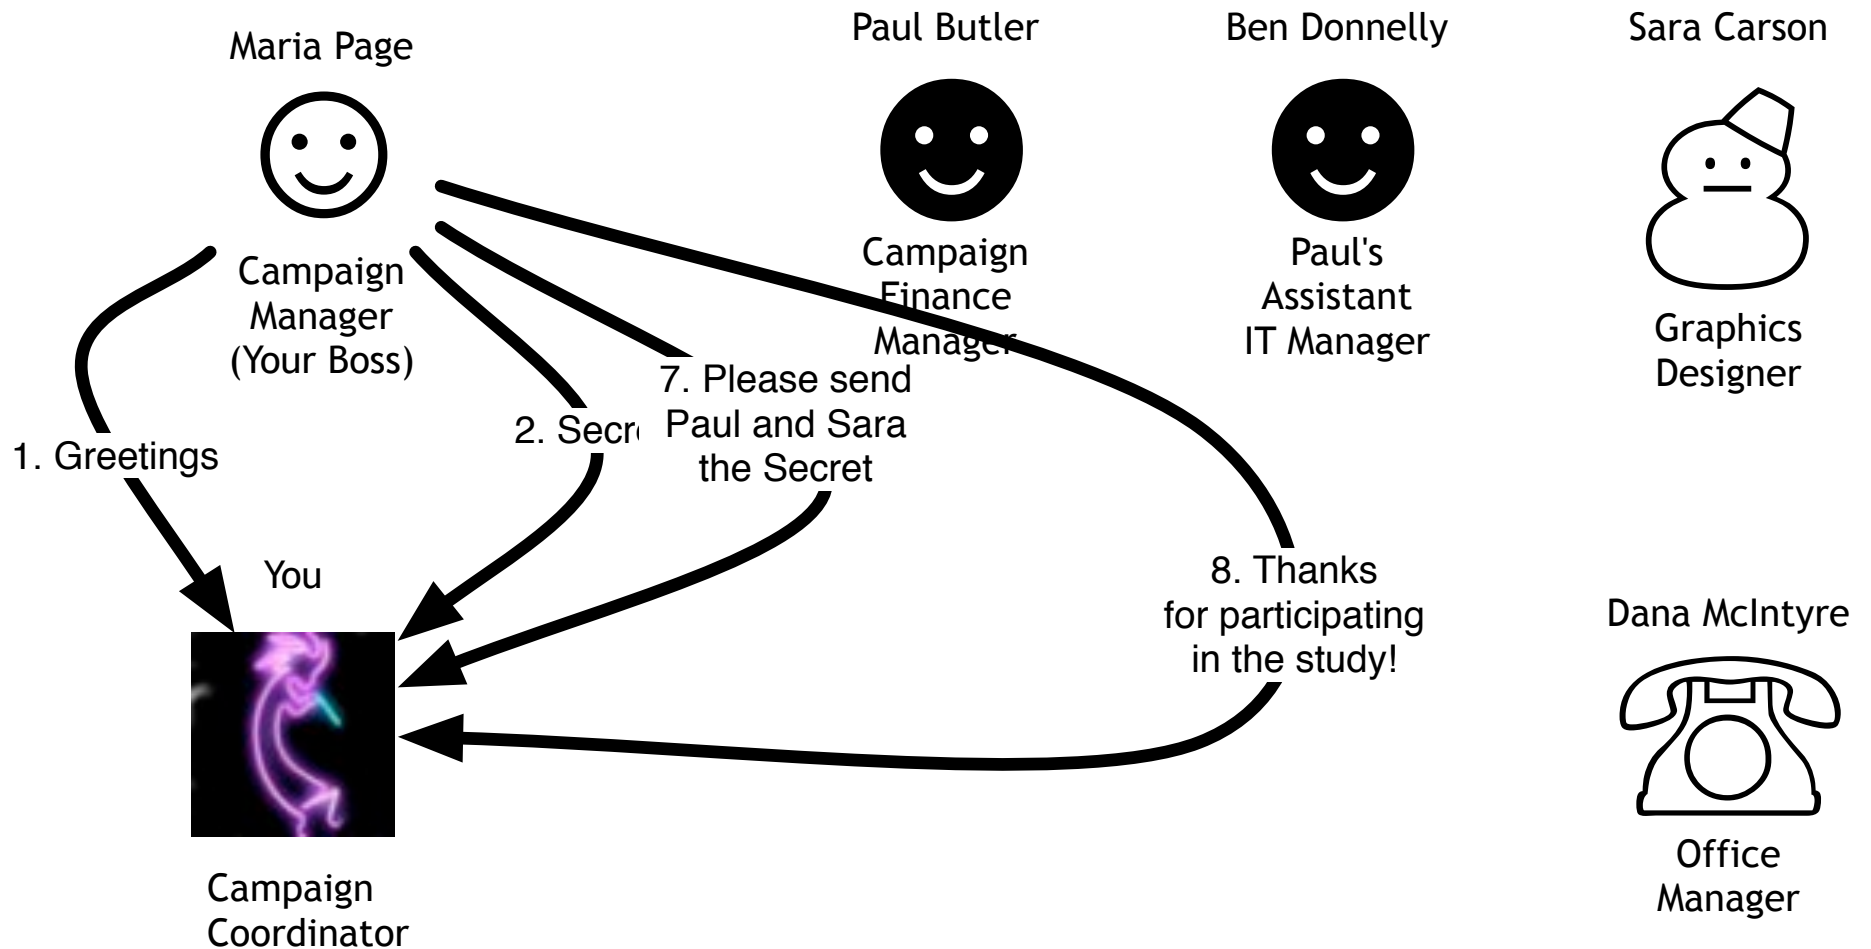 Maria Page
Campaign
Manager
(Your Boss)
Paul Butler
Campaign
Finance
Manager
Ben Donnelly
Paul's
Assistant
IT Manager
Sara Carson
Graphics
Designer
1. Greetings
2. Secr
7. Please send
Paul and Sara
the Secret
8. Thanks
for participating
in the study!
You
Campaign
Coordinator
Dana McIntyre
Office
Manager